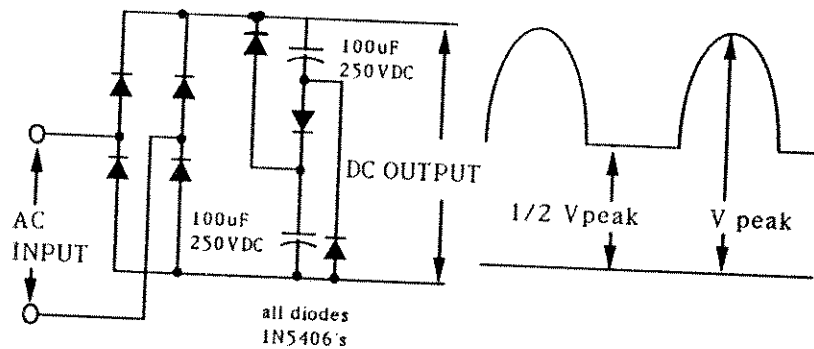 100uF
250VDC
DC OUTPUT
AC
INPUT
100uF
250VDC
all diodes
1N5406's
1/2 Vpeak
V peak